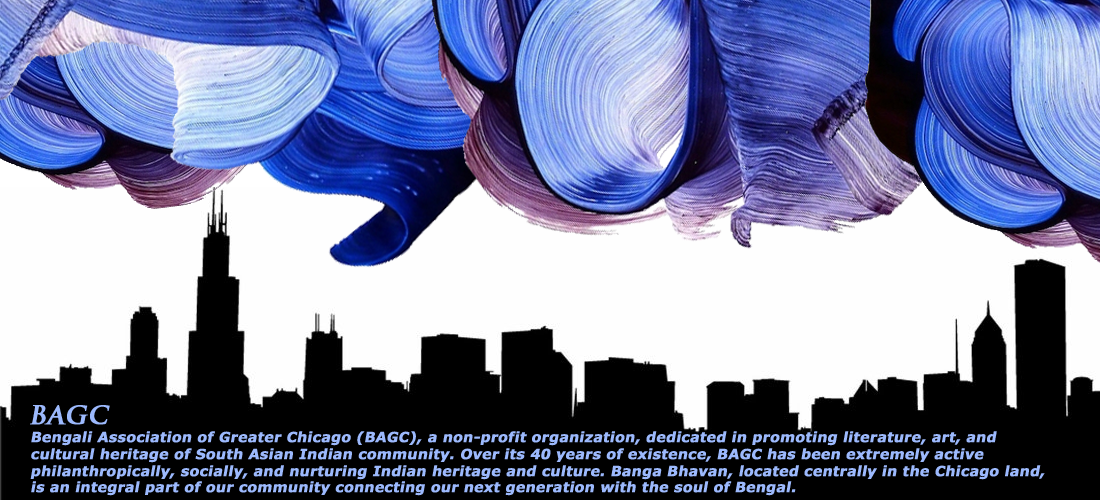 BAGC
Bengali Association of Greater Chicago (BAGC), a non-profit organization, dedicated in promoting literature, art, and
cultural heritage of South Asian Indian community. Over its 40 years of existence, BAGC has been extremely active
philanthropically, socially, and nurturing Indian heritage and culture. Banga Bhavan, located centrally in the Chicago land,
is an integral part of our community connecting our next generation with the soul of Bengal.